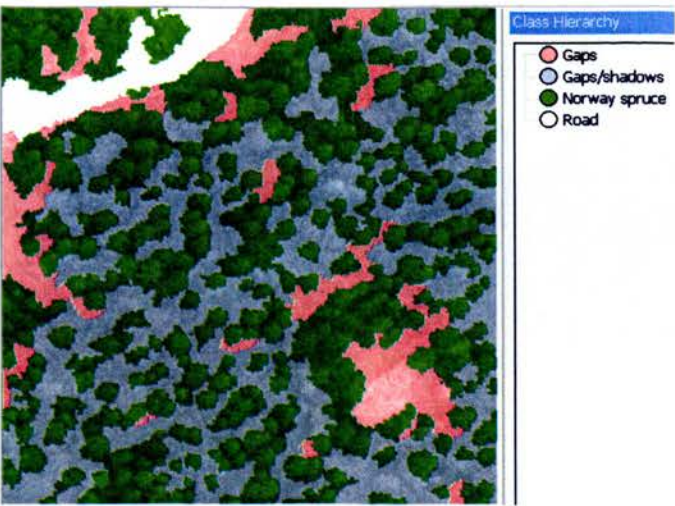 Class Hierarchy
Gaps
Gaps/shadows
Norway spruce
Road